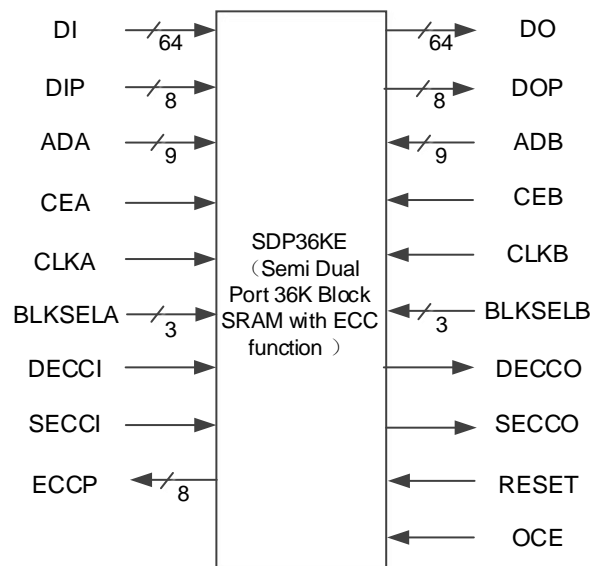 DI
64
DIP
8
ADA
9
CEA
CLKA
BLKSELA
3
DECCI
SECCI
ECCP
8
SDP36KE
（Semi Dual
Port 36K Block
SRAM with ECC
function ）
DO
64
DOP
8
ADB
9
CEB
CLKB
BLKSELB
3
DECCO
SECCO
RESET
OCE